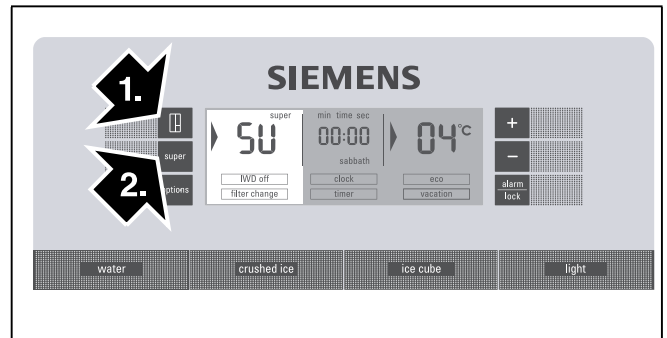 1.
SIEMENS
super min time sec
SU 00:00 04°C
sabbath
+
super
−
2.
options
IWD off clock eco
filter change timer vacation
alarm
lock
water crushed ice ice cube light